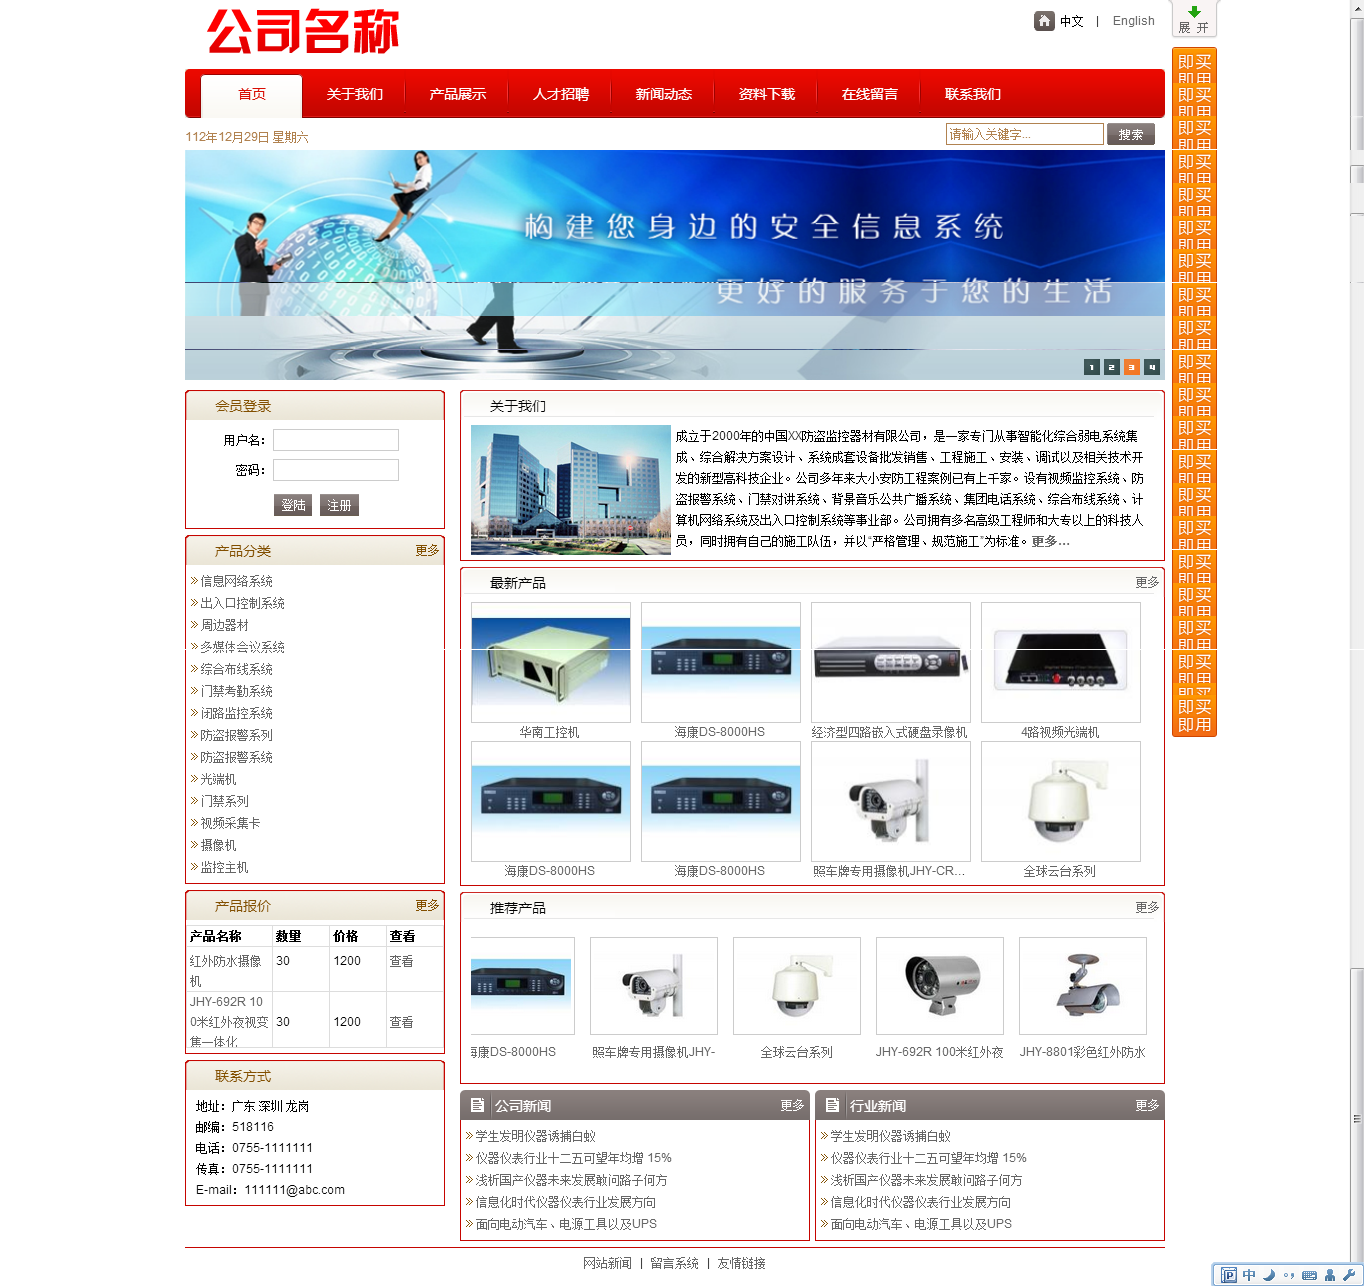 公司名称
中文 | English
展 开
首页 关于我们 产品展示 人才招聘 新闻动态 资料下载 在线留言 联系我们
112年12月29日 星期六
请输入关键字... 搜索
构建您身边的安全信息系统
更好的服务于您的生活
1 2 3 4
即买
即用
即买
即用
即买
即用
即买
即用
即买
即用
即买
即用
即买
即用
即买
即用
即买
即用
即买
即用
即买
即用
即买
即用
即买
即用
即买
即用
即买
即用
即买
即用
即买
即用
即买
即用
即买
即用
即买
即买
即用
会员登录
用户名：
密码：
登陆 注册
产品分类 更多
信息网络系统
出入口控制系统
周边器材
多媒体会议系统
综合布线系统
门禁考勤系统
闭路监控系统
防盗报警系列
防盗报警系统
光端机
门禁系列
视频采集卡
摄像机
监控主机
产品报价 更多
产品名称 数量 价格 查看
红外防水摄像机 30 1200 查看
JHY-692R 100米红外夜视变焦一体化 30 1200 查看
联系方式
地址：广东 深圳 龙岗
邮编：518116
电话：0755-1111111
传真：0755-1111111
E-mail：111111@abc.com
关于我们
成立于2000年的中国XX防盗监控器材有限公司，是一家专门从事智能化综合弱电系统集
成、综合解决方案设计、系统成套设备批发销售、工程施工、安装、调试以及相关技术开
发的新型高科技企业。公司多年来大小安防工程案例已有上千家。设有视频监控系统、防
盗报警系统、门禁对讲系统、背景音乐公共广播系统、集团电话系统、综合布线系统、计
算机网络系统及出入口控制系统等事业部。公司拥有多名高级工程师和大专以上的科技人
员，同时拥有自己的施工队伍，并以“严格管理、规范施工”为标准。更多...
最新产品 更多
华南工控机 海康DS-8000HS 经济型四路嵌入式硬盘录像机 4路视频光端机
海康DS-8000HS 海康DS-8000HS 照车牌专用摄像机JHY-CR... 全球云台系列
推荐产品 更多
海康DS-8000HS 照车牌专用摄像机JHY- 全球云台系列 JHY-692R 100米红外夜 JHY-8801彩色红外防水
公司新闻 更多
学生发明仪器诱捕白蚁
仪器仪表行业十二五可望年均增 15%
浅析国产仪器未来发展敢问路子何方
信息化时代仪器仪表行业发展方向
面向电动汽车、电源工具以及UPS
行业新闻 更多
学生发明仪器诱捕白蚁
仪器仪表行业十二五可望年均增 15%
浅析国产仪器未来发展敢问路子何方
信息化时代仪器仪表行业发展方向
面向电动汽车、电源工具以及UPS
网站新闻 | 留言系统 | 友情链接
中